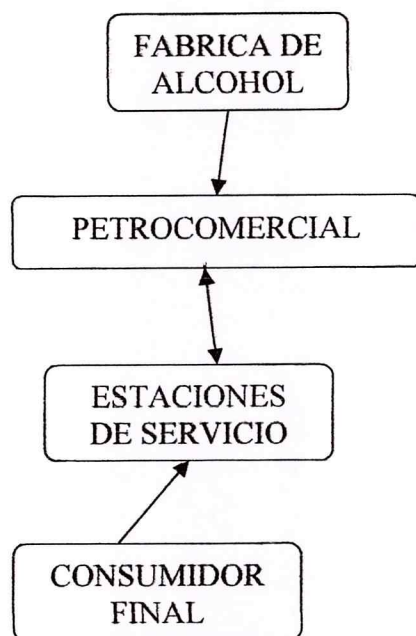 FABRICA DE
ALCOHOL
PETROCOMERCIAL
ESTACIONES
DE SERVICIO
CONSUMIDOR
FINAL